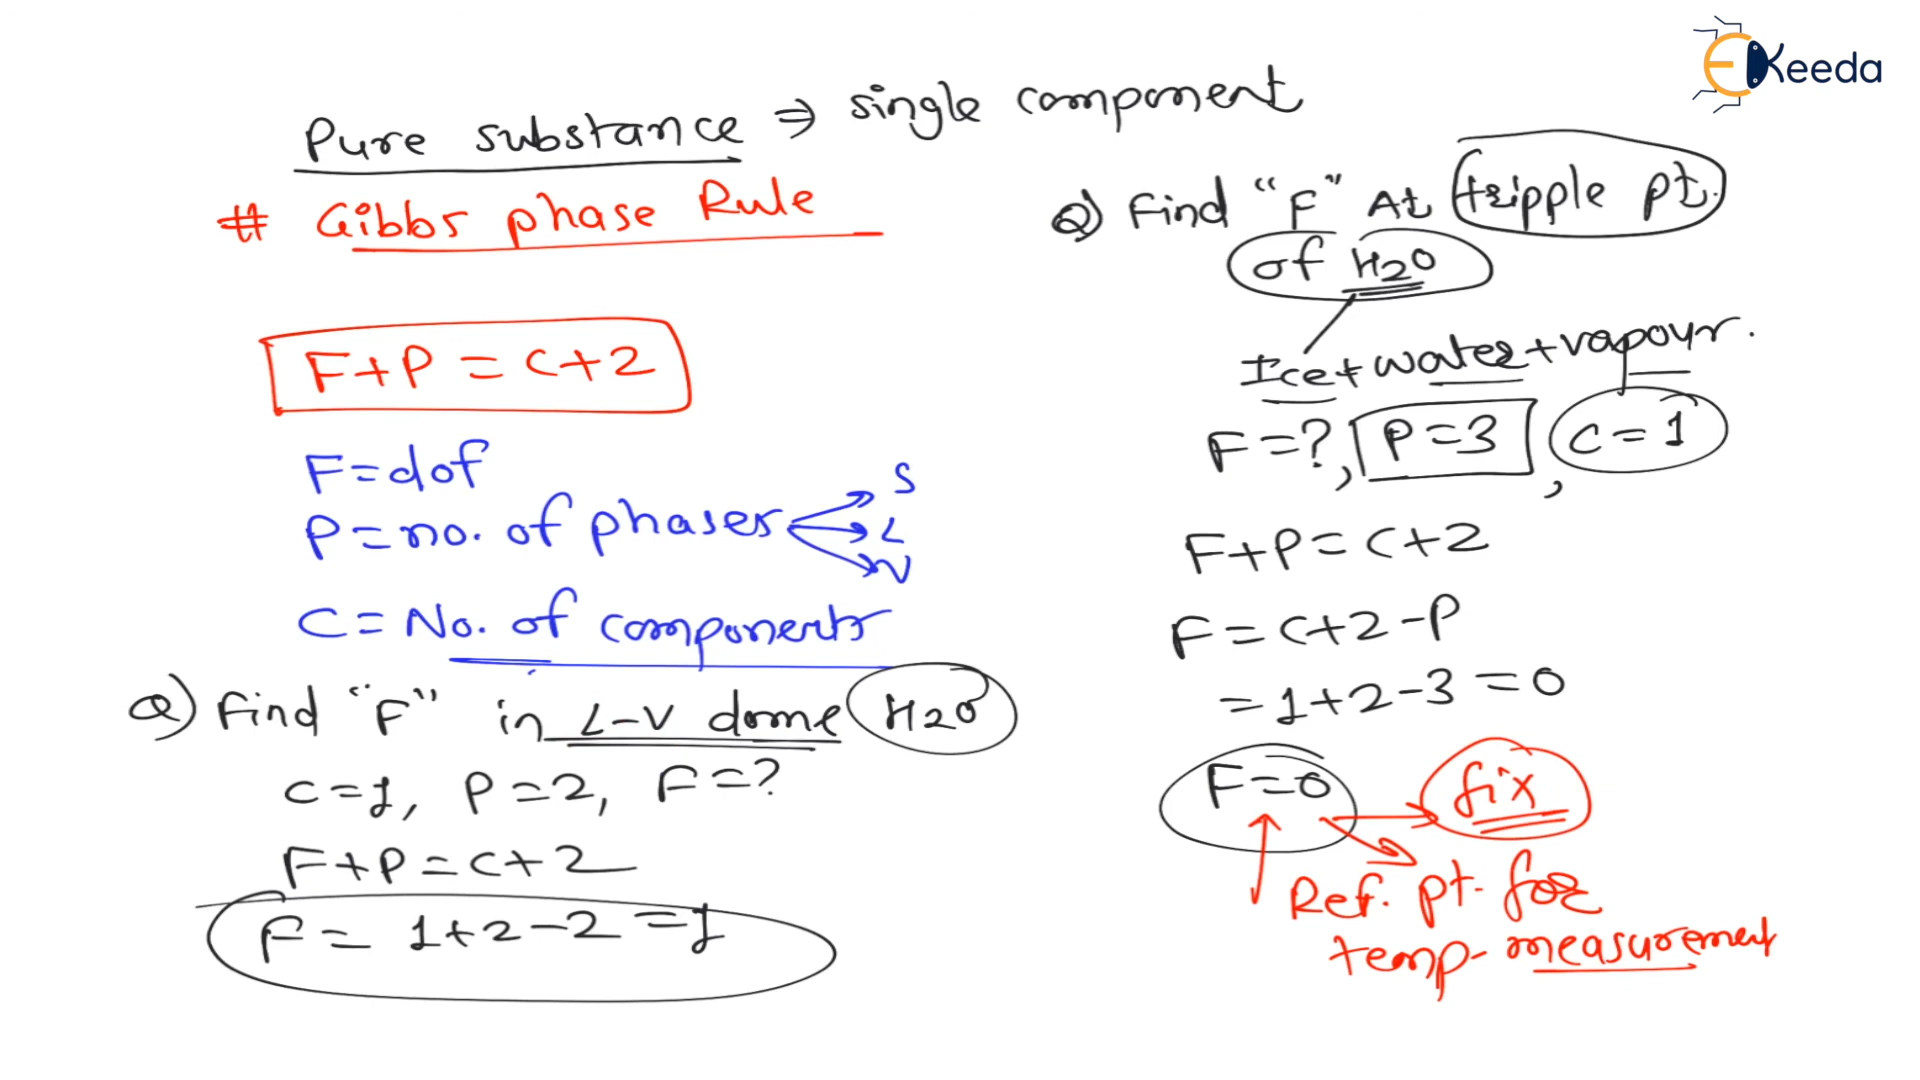 EKeeda
Pure substance ⇒ single component
# Gibbs phase Rule
F+P = C+2
F=dof
P=no. of phases
S
L
V
C= No. of components
Q) Find "F" in L-V dome H2O
C=1, P=2, F=?
F+P=C+2
F= 1+2-2=1
Q) Find "F" At tripple pt.
of H2O
Ice+water+vapour.
F=?, P=3, C=1
F+P=C+2
F=C+2-P
=1+2-3=0
F=0
fix
Ref. pt. for
temp- measurement